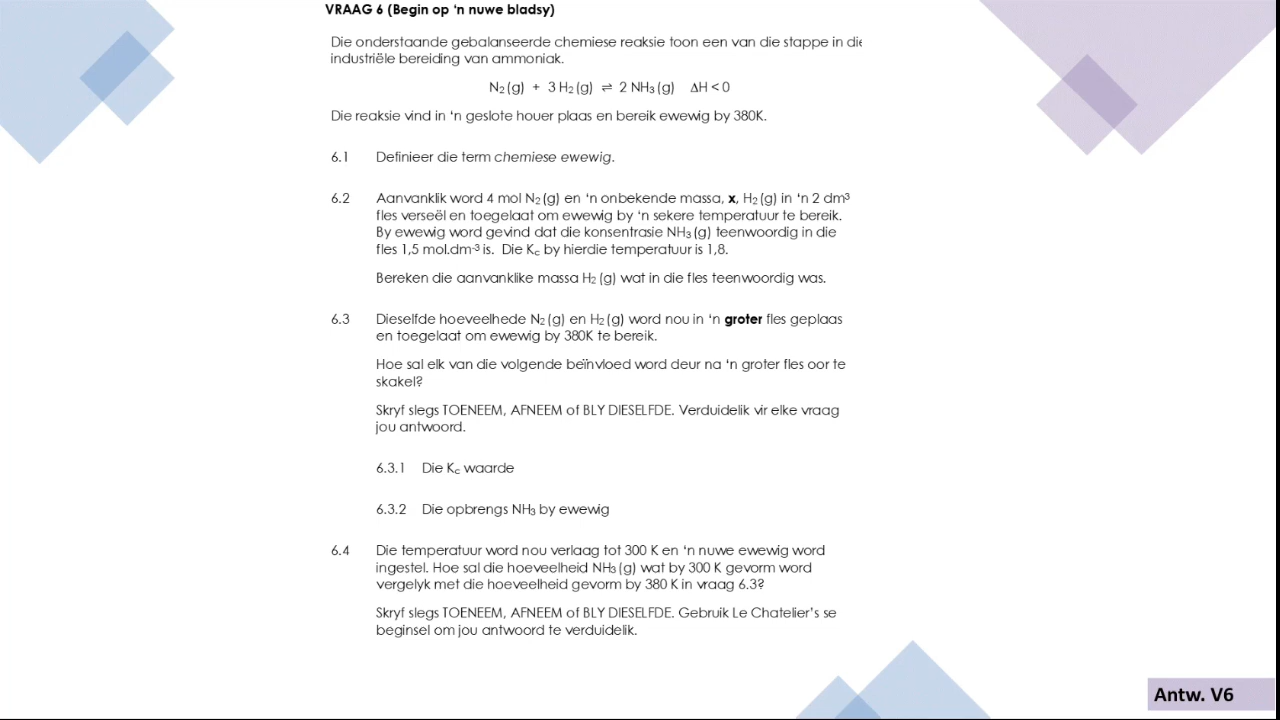 VRAAG 6 (Begin op ‘n nuwe bladsy)
Die onderstaande gebalanseerde chemiese reaksie toon een van die stappe in die
industriële bereiding van ammoniak.
N₂ (g) + 3 H₂ (g) ⇌ 2 NH₃ (g) ΔH < 0
Die reaksie vind in ‘n geslote houer plaas en bereik ewewig by 380K.
6.1 Definieer die term chemiese ewewig.
6.2 Aanvanklik word 4 mol N₂ (g) en ‘n onbekende massa, x, H₂ (g) in ‘n 2 dm³
fles verseël en toegelaat om ewewig by ‘n sekere temperatuur te bereik.
By ewewig word gevind dat die konsentrasie NH₃ (g) teenwoordig in die
fles 1,5 mol.dm⁻³ is. Die Kc by hierdie temperatuur is 1,8.
Bereken die aanvanklike massa H₂ (g) wat in die fles teenwoordig was.
6.3 Dieselfde hoeveelhede N₂ (g) en H₂ (g) word nou in ‘n groter fles geplaas
en toegelaat om ewewig by 380K te bereik.
Hoe sal elk van die volgende beïnvloed word deur na ‘n groter fles oor te
skakel?
Skryf slegs TOENEEM, AFNEEM of BLY DIESELFDE. Verduidelik vir elke vraag
jou antwoord.
6.3.1 Die Kc waarde
6.3.2 Die opbrengs NH₃ by ewewig
6.4 Die temperatuur word nou verlaag tot 300 K en ‘n nuwe ewewig word
ingestel. Hoe sal die hoeveelheid NH₃ (g) wat by 300 K gevorm word
vergelyk met die hoeveelheid gevorm by 380 K in vraag 6.3?
Skryf slegs TOENEEM, AFNEEM of BLY DIESELFDE. Gebruik Le Chatelier’s se
beginsel om jou antwoord te verduidelik.
Antw. V6